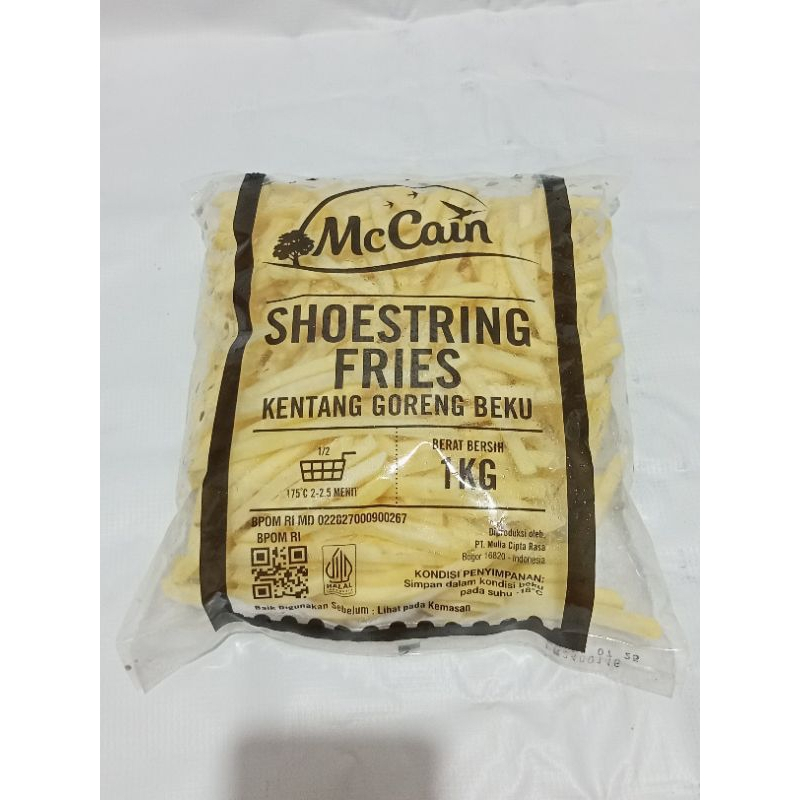 McCain
SHOESTRING
FRIES
KENTANG GORENG BEKU
1/2
175°C 2-2.5 MENIT
BERAT BERSIH
1KG
BPOM RI MD 022827000900267
BPOM RI
Diproduksi oleh:
PT. Mulia Cipta Rasa
Bogor 16820 - Indonesia
HALAL
KONDISI PENYIMPANAN:
Simpan dalam kondisi beku
pada suhu -18°C
Baik Digunakan Sebelum : Lihat pada Kemasan